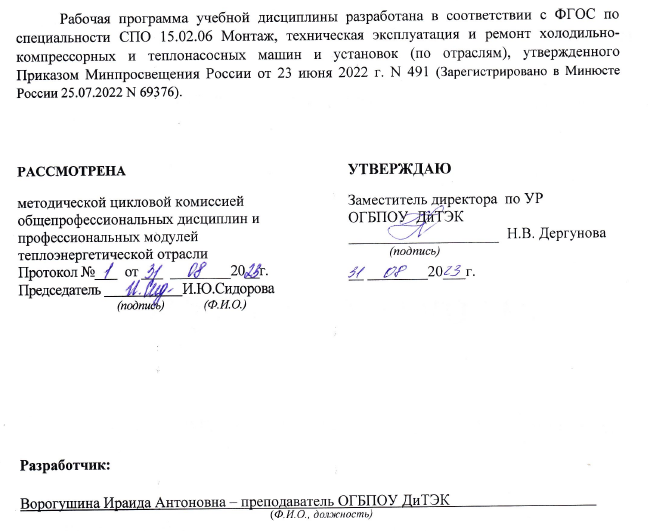 Рабочая программа учебной дисциплины разработана в соответствии с ФГОС по
специальности СПО 15.02.06 Монтаж, техническая эксплуатация и ремонт холодильно-
компрессорных и теплонасосных машин и установок (по отраслям), утвержденного
Приказом Минпросвещения России от 23 июня 2022 г. N 491 (Зарегистрировано в Минюсте
России 25.07.2022 N 69376).
РАССМОТРЕНА
методической цикловой комиссией
общепрофессиональных дисциплин и
профессиональных модулей
теплоэнергетической отрасли
Протокол № 1 от 31 08 2023г.
Председатель И.Ю.Сидорова
(подпись) (Ф.И.О.)
УТВЕРЖДАЮ
Заместитель директора по УР
ОГБПОУ ДиТЭК
Н.В. Дергунова
(подпись)
31 08 2023 г.
Разработчик:
Ворогушина Ираида Антоновна – преподаватель ОГБПОУ ДиТЭК
(Ф.И.О., должность)